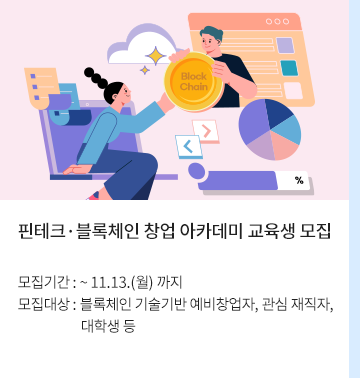 Block
Chain
%
핀테크·블록체인 창업 아카데미 교육생 모집
모집기간 : ~ 11.13.(월) 까지
모집대상 : 블록체인 기술기반 예비창업자, 관심 재직자,
대학생 등